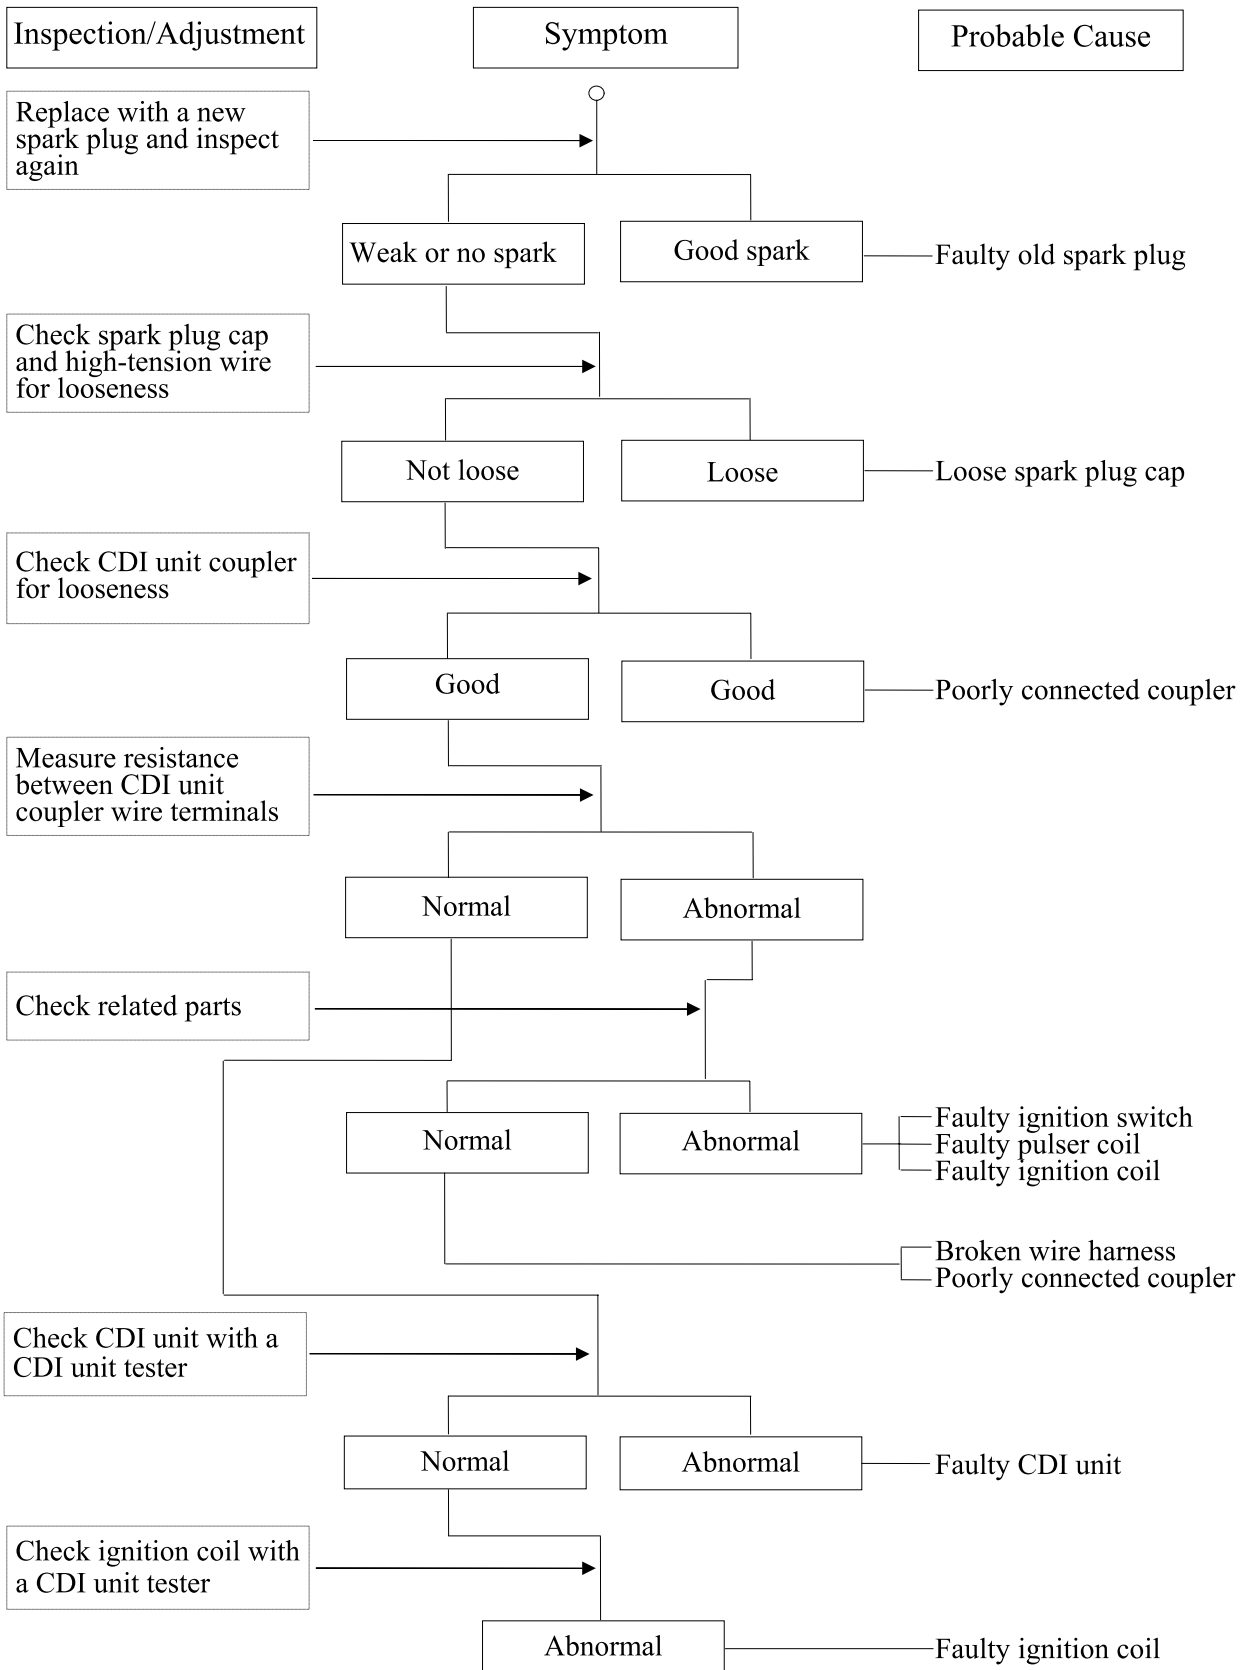 Inspection/Adjustment
Symptom
Probable Cause
Replace with a new
spark plug and inspect
again
Weak or no spark
Good spark
Faulty old spark plug
Check spark plug cap
and high-tension wire
for looseness
Not loose
Loose
Loose spark plug cap
Check CDI unit coupler
for looseness
Good
Good
Poorly connected coupler
Measure resistance
between CDI unit
coupler wire terminals
Normal
Abnormal
Check related parts
Normal
Abnormal
Faulty ignition switch
Faulty pulser coil
Faulty ignition coil
Broken wire harness
Poorly connected coupler
Check CDI unit with a
CDI unit tester
Normal
Abnormal
Faulty CDI unit
Check ignition coil with
a CDI unit tester
Abnormal
Faulty ignition coil